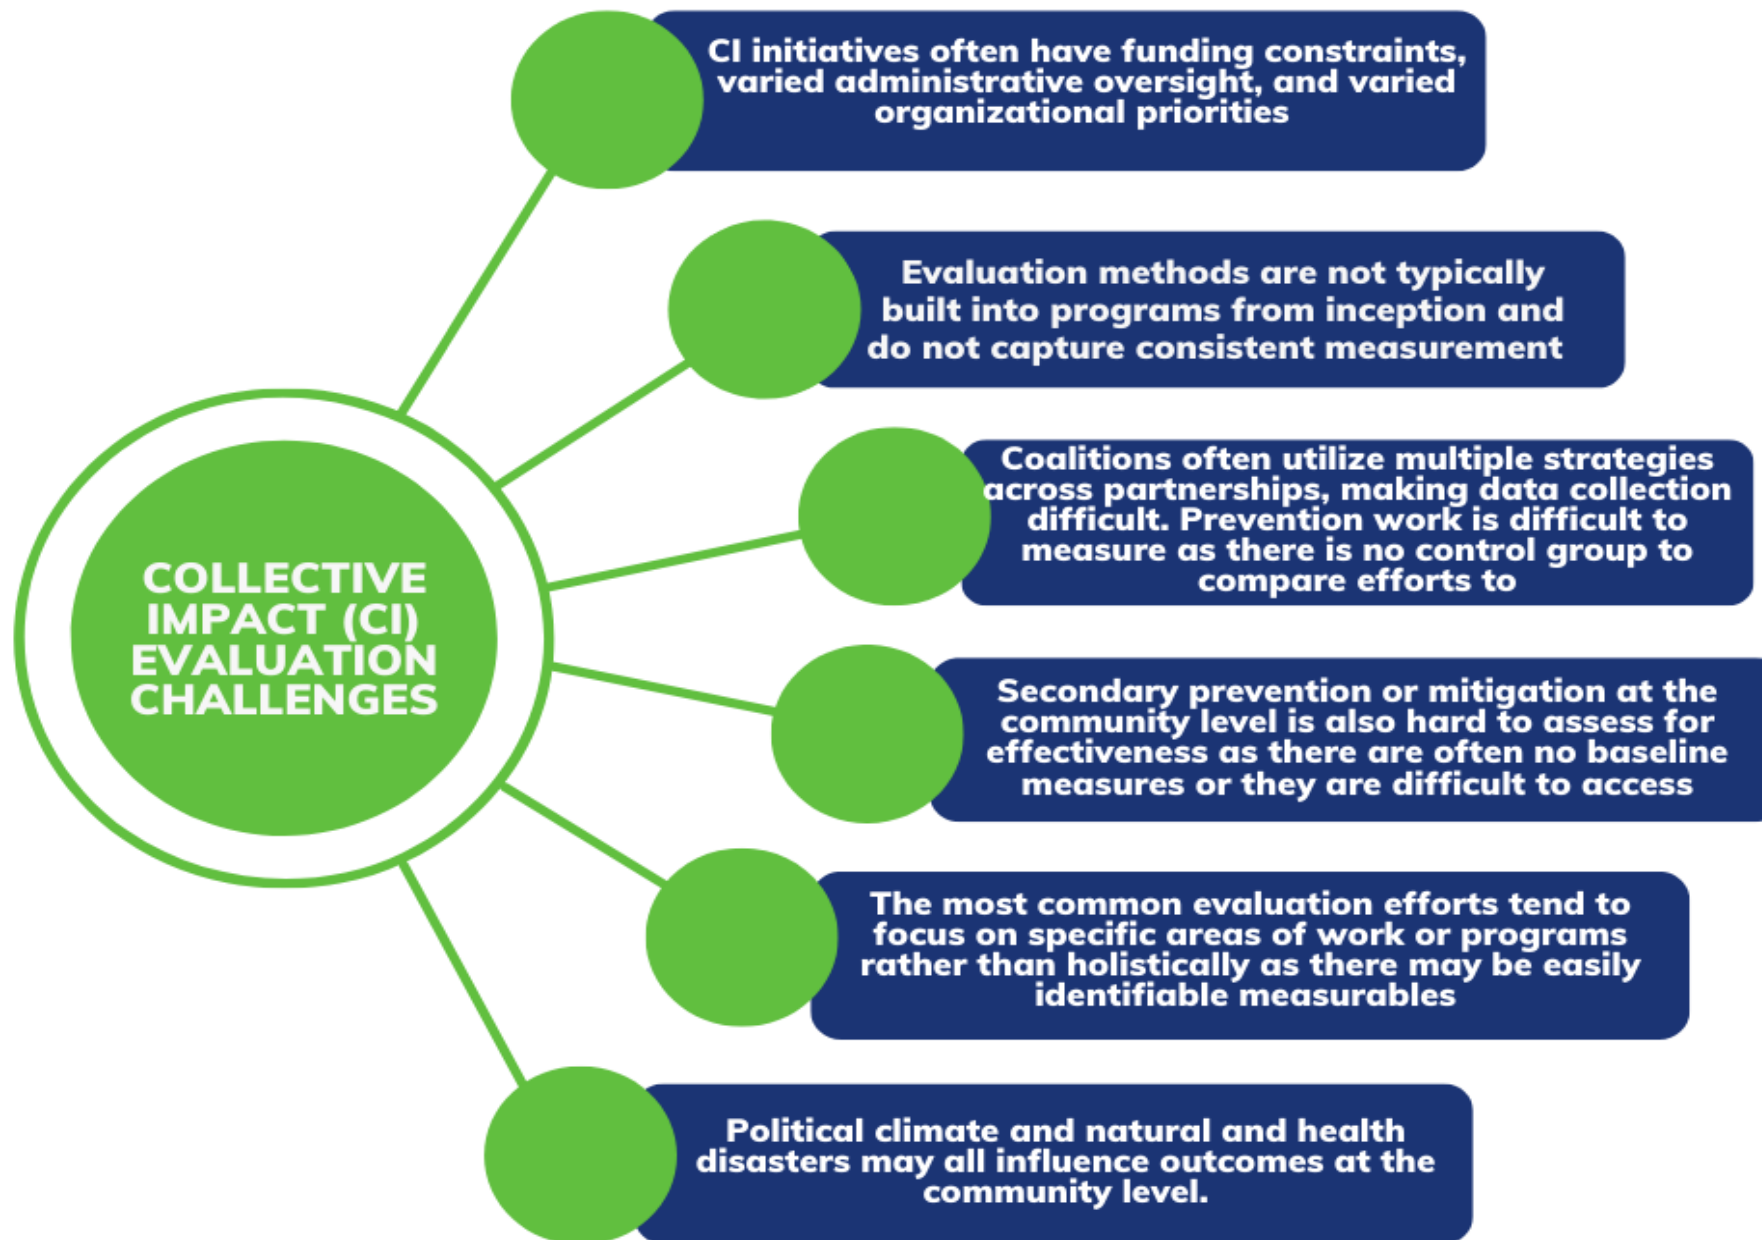 CI initiatives often have funding constraints,
varied administrative oversight, and varied
organizational priorities
Evaluation methods are not typically
built into programs from inception and
do not capture consistent measurement
Coalitions often utilize multiple strategies
across partnerships, making data collection
difficult. Prevention work is difficult to
measure as there is no control group to
compare efforts to
COLLECTIVE
IMPACT (CI)
EVALUATION
CHALLENGES
Secondary prevention or mitigation at the
community level is also hard to assess for
effectiveness as there are often no baseline
measures or they are difficult to access
The most common evaluation efforts tend to
focus on specific areas of work or programs
rather than holistically as there may be easily
identifiable measurables
Political climate and natural and health
disasters may all influence outcomes at the
community level.